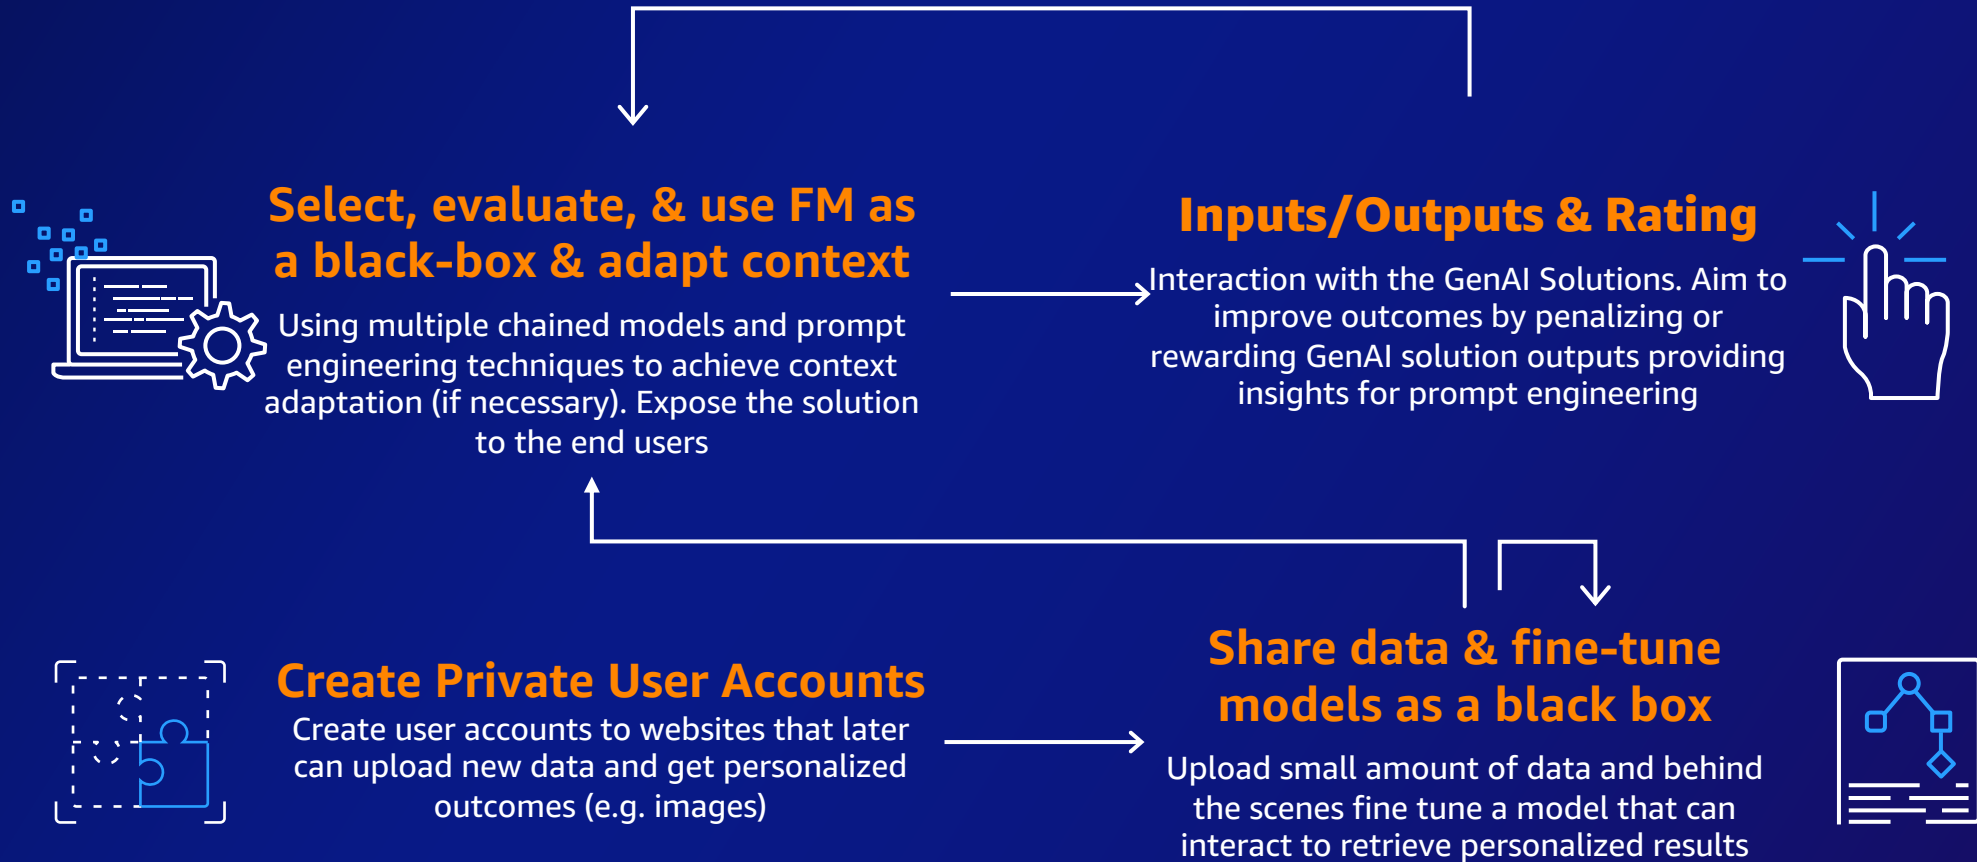 Select, evaluate, & use FM as
a black-box & adapt context
Using multiple chained models and prompt
engineering techniques to achieve context
adaptation (if necessary). Expose the solution
to the end users
Inputs/Outputs & Rating
Interaction with the GenAI Solutions. Aim to
improve outcomes by penalizing or
rewarding GenAI solution outputs providing
insights for prompt engineering
Create Private User Accounts
Create user accounts to websites that later
can upload new data and get personalized
outcomes (e.g. images)
Share data & fine-tune
models as a black box
Upload small amount of data and behind
the scenes fine tune a model that can
interact to retrieve personalized results